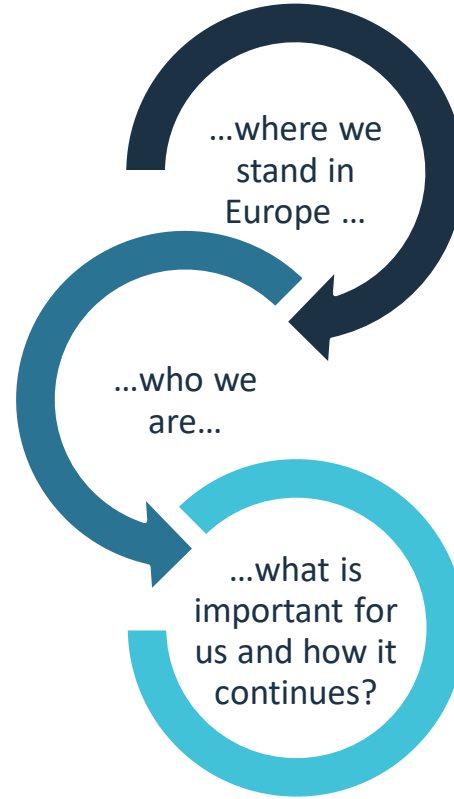 …where we
stand in
Europe …
…who we
are…
…what is
important for
us and how it
continues?